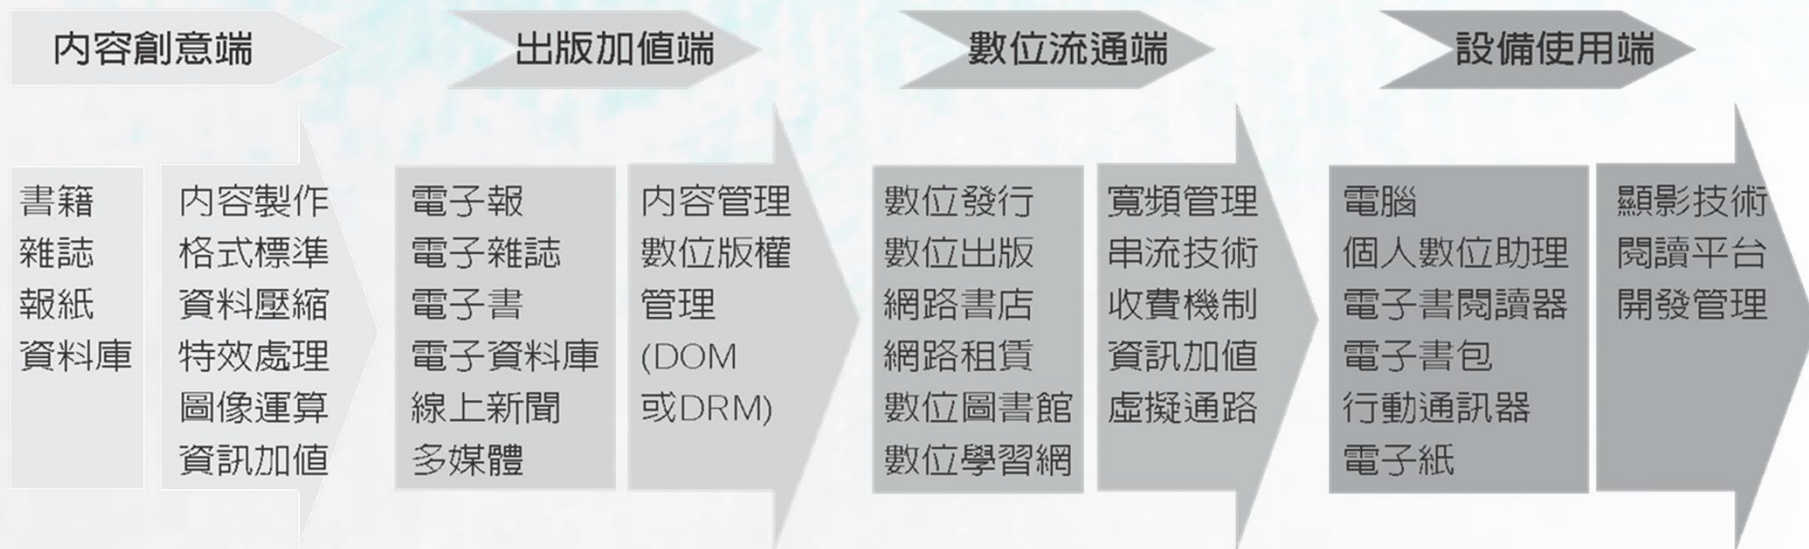 內容創意端
出版加值端
數位流通端
設備使用端
書籍
雜誌
報紙
資料庫
內容製作
格式標準
資料壓縮
特效處理
圖像運算
資訊加值
電子報
電子雜誌
電子書
電子資料庫
線上新聞
多媒體
內容管理
數位版權
管理
(DOM
或DRM)
數位發行
數位出版
網路書店
網路租賃
數位圖書館
數位學習網
寬頻管理
串流技術
收費機制
資訊加值
虛擬通路
電腦
個人數位助理
電子書閱讀器
電子書包
行動通訊器
電子紙
顯影技術
閱讀平台
開發管理